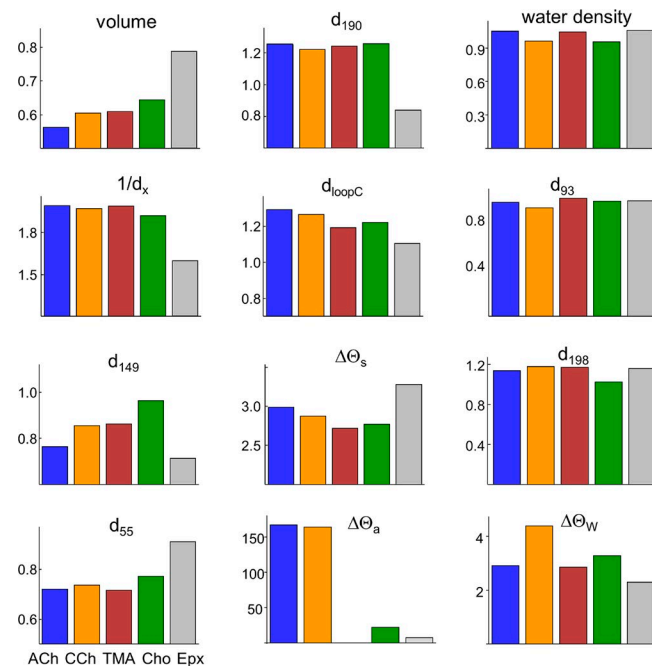 volume
0.8
0.7
0.6
d190
1.2
1.0
0.8
water density
0.9
0.6
0.3
1/dx
1.8
1.5
dloopC
1.2
1.0
0.8
d93
0.8
0.4
d149
1.0
0.8
ΔΘs
3.0
2.5
d198
1.2
0.8
0.4
d55
0.8
0.6
ACh CCh TMA Cho Epx
ΔΘa
150
100
50
ΔΘW
4
2